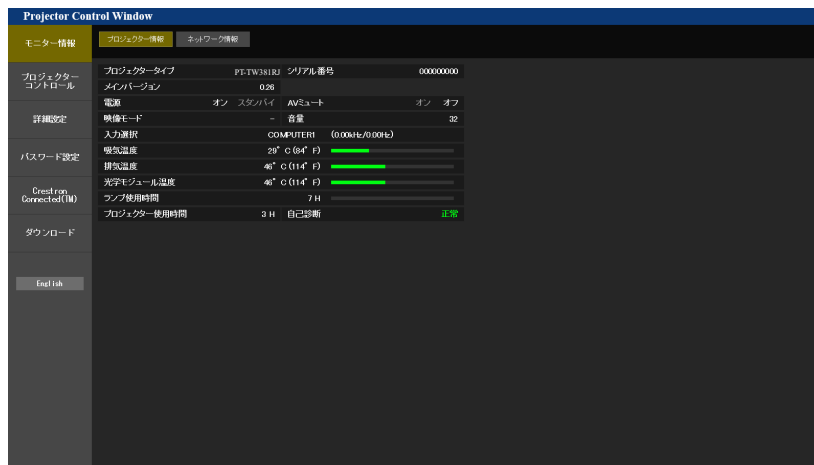 Projector Control Window
モニター情報
プロジェクター情報 ネットワーク情報
プロジェクター
コントロール
詳細設定
パスワード設定
Crestron
Connected(TM)
ダウンロード
English
プロジェクタータイプ PT-TW381RJ シリアル番号 000000000
メインバージョン 0.26
電源 オン スタンバイ AVミュート オン オフ
映像モード - 音量 32
入力選択 COMPUTER1 (0.00kHz/0.00Hz)
吸気温度 29° C (84° F)
排気温度 46° C (114° F)
光学モジュール温度 46° C (114° F)
ランプ使用時間 7 H
プロジェクター使用時間 3 H 自己診断 正常